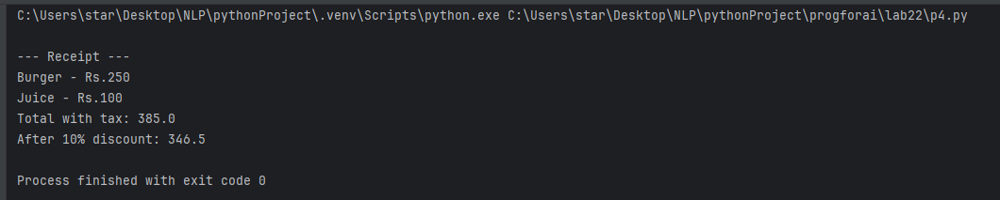 C:\Users\star\Desktop\NLP\pythonProject\.venv\Scripts\python.exe C:\Users\star\Desktop\NLP\pythonProject\progforai\lab22\p4.py
--- Receipt ---
Burger - Rs.250
Juice - Rs.100
Total with tax: 385.0
After 10% discount: 346.5
Process finished with exit code 0